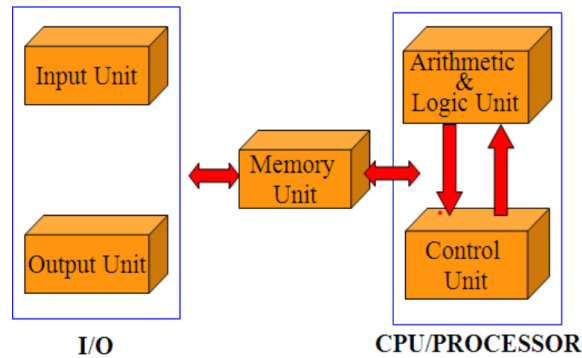 Input Unit
Output Unit
I/O
Memory
Unit
Arithmetic
&
Logic Unit
Control
Unit
CPU/PROCESSOR